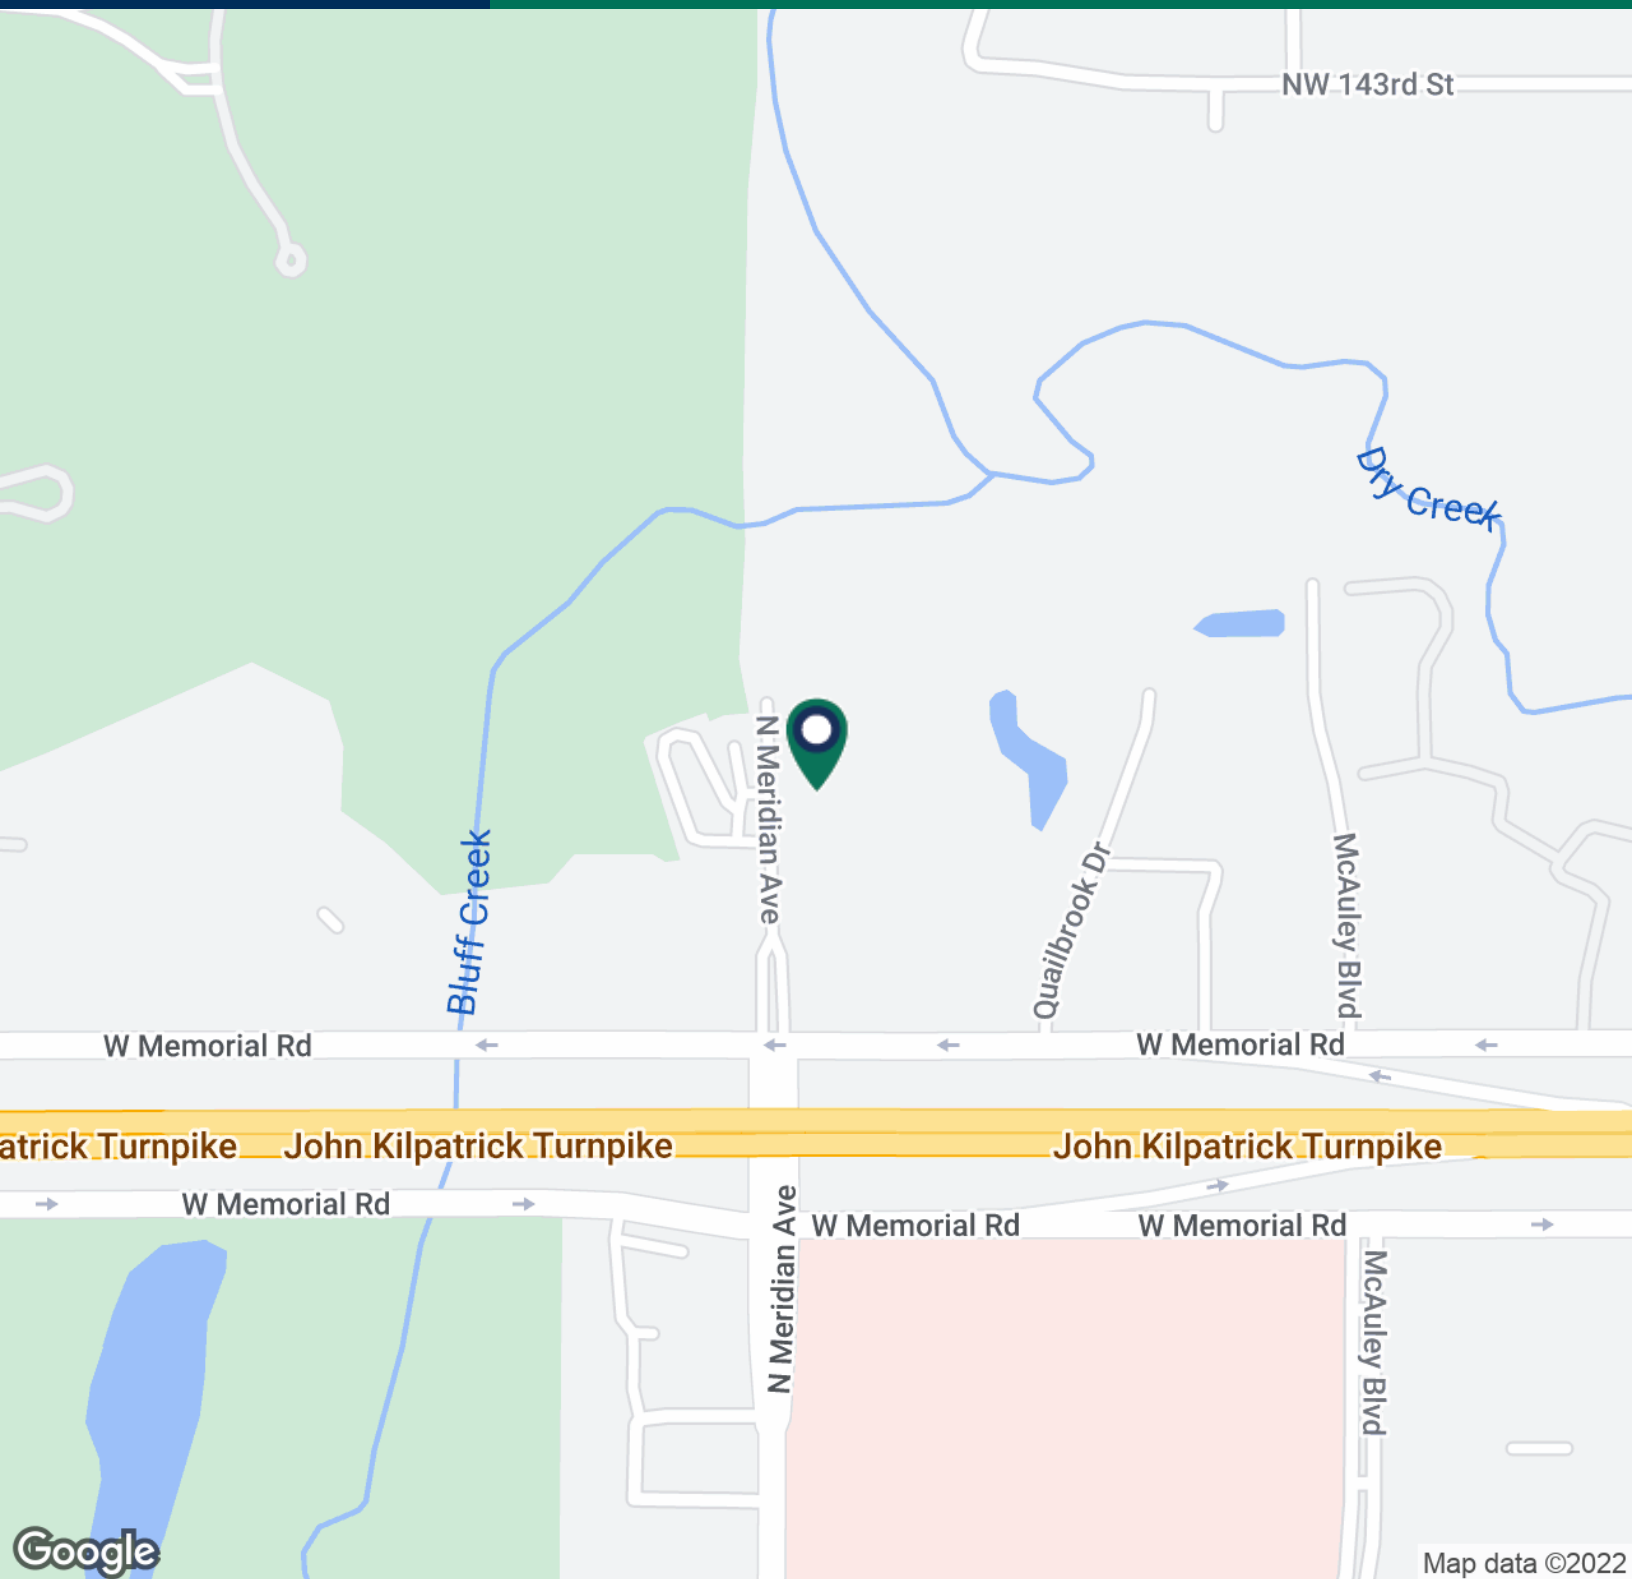 NW 143rd St
Dry Creek
N Meridian Ave
Bluff Creek
Quailbrook Dr
McAuley Blvd
W Memorial Rd
W Memorial Rd
atrick Turnpike
John Kilpatrick Turnpike
John Kilpatrick Turnpike
W Memorial Rd
W Memorial Rd
W Memorial Rd
N Meridian Ave
McAuley Blvd
Google
Map data ©2022